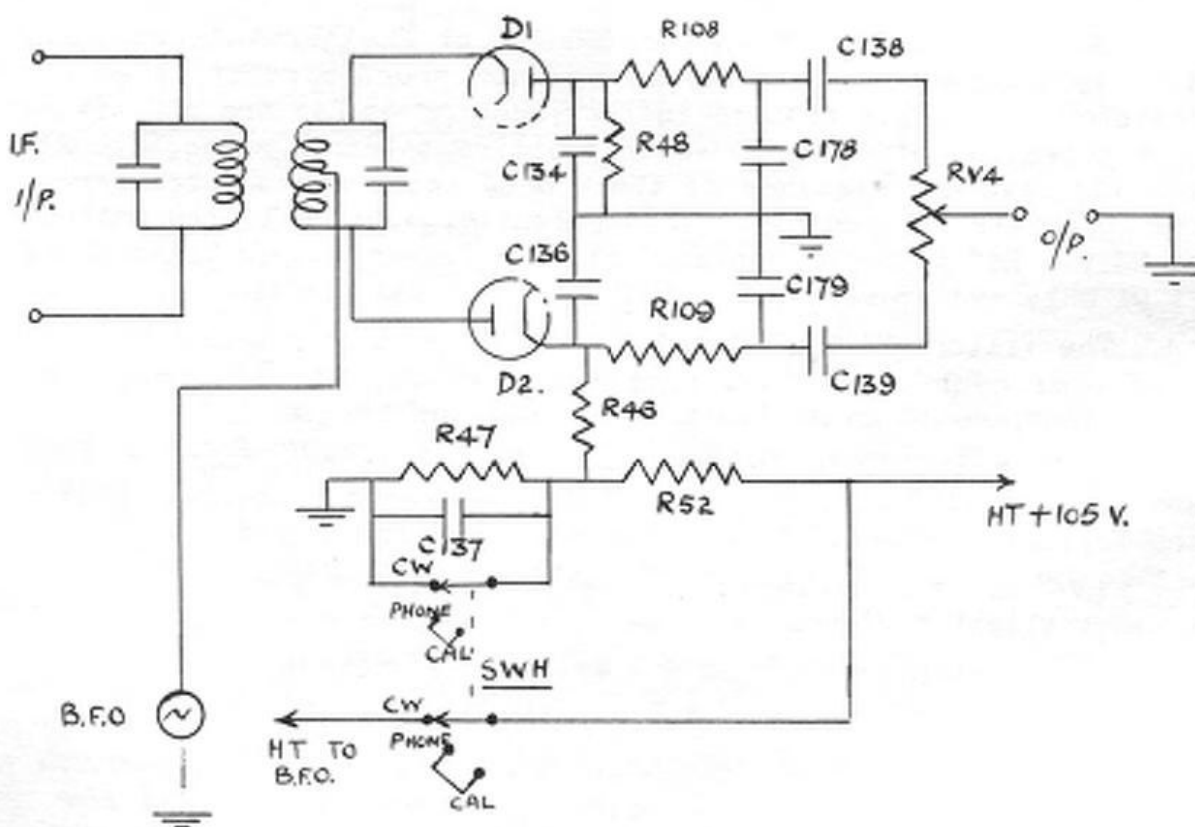 D1
R108
C138
I.F.
I/P.
C134
R48
C178
RV4
O/P.
C136
C179
R109
D2.
C139
R46
R47
R52
HT +105 V.
C137
CW
PHONE
CAL
SWH
B.F.O
CW
HT TO
B.F.O.
PHONE
CAL